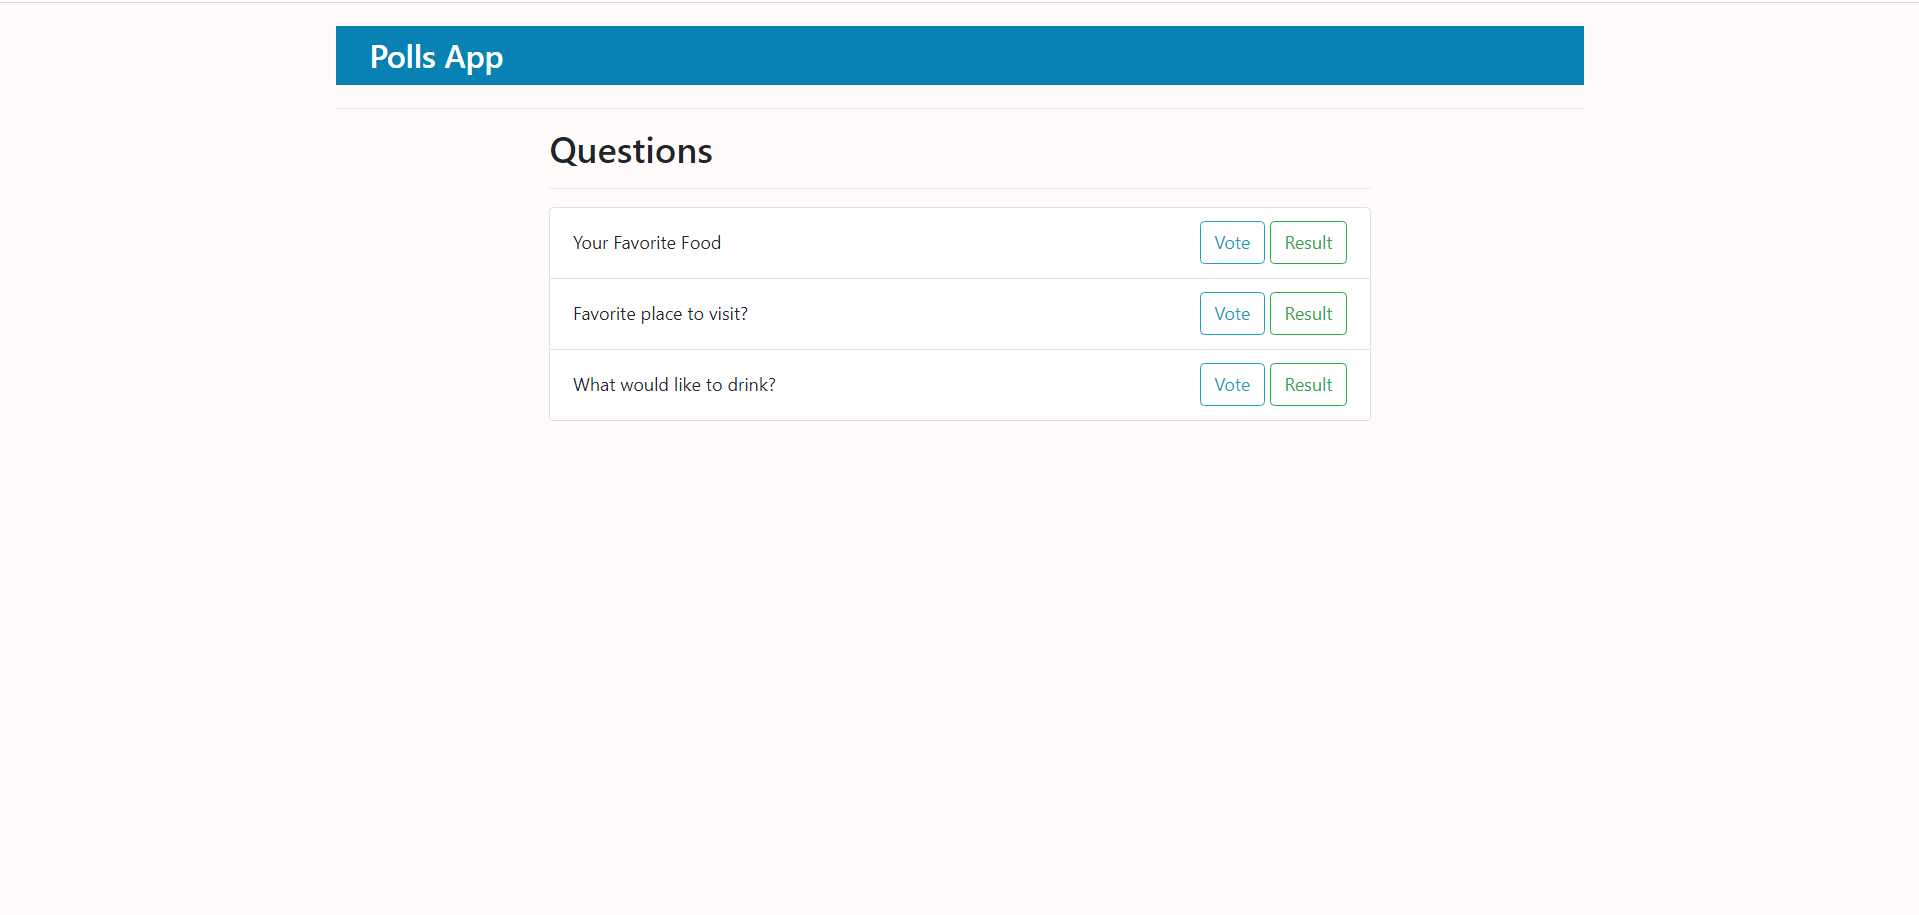 Polls App
Questions
Your Favorite Food Vote Result
Favorite place to visit? Vote Result
What would like to drink? Vote Result